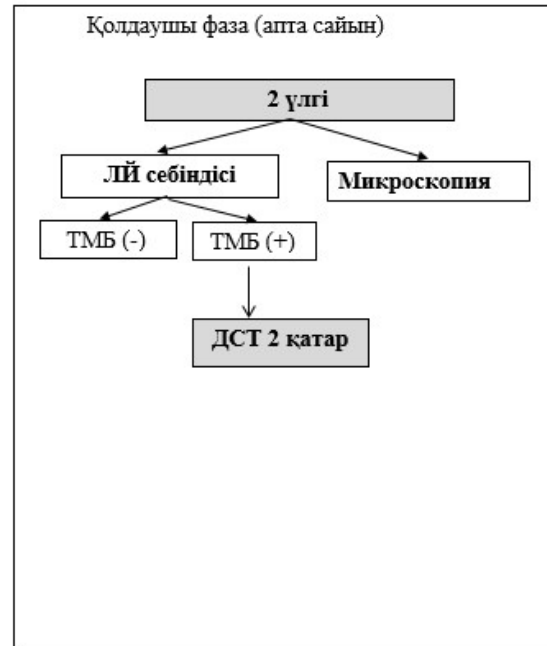 Қолдаушы фаза (апта сайын)
2 үлгі
ЛЙ себіндісі
Микроскопия
ТМБ (-)
ТМБ (+)
ДСТ 2 қатар